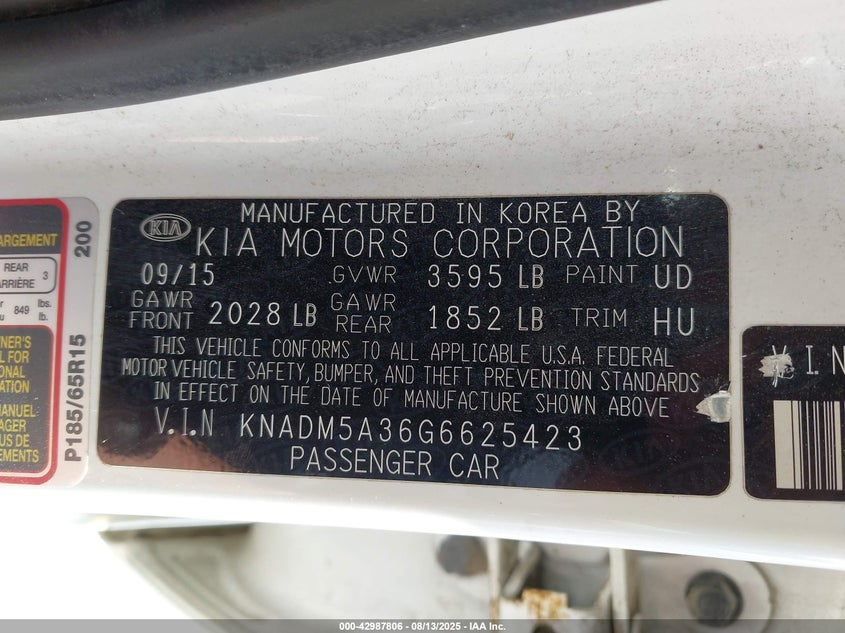 MANUFACTURED IN KOREA BY
KIA
KIA MOTORS CORPORATION
09/15 GVWR 3595 LB PAINT UD
GAWR FRONT 2028 LB GAWR REAR 1852 LB TRIM HU
THIS VEHICLE CONFORMS TO ALL APPLICABLE U.S.A. FEDERAL
MOTOR VEHICLE SAFETY, BUMPER, AND THEFT PREVENTION STANDARDS
IN EFFECT ON THE DATE OF MANUFACTURE SHOWN ABOVE
V.I.N KNADM5A36G6625423
PASSENGER CAR
REAR
3
849 lbs.
lb.
MANUEL
200
P185/65R15
V.I.N
000-42987806 - 08/13/2025 - IAA Inc.